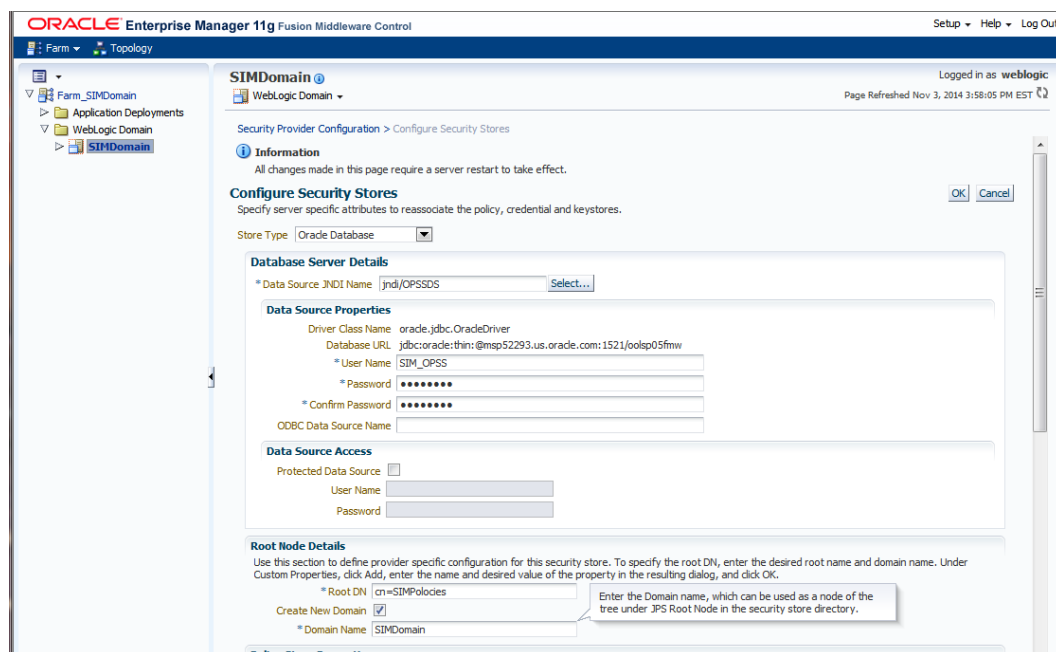 ORACLE Enterprise Manager 11g Fusion Middleware Control
Setup Help Log Out
Farm Topology
Farm_SIMDomain
Application Deployments
WebLogic Domain
SIMDomain
SIMDomain
Logged in as weblogic
WebLogic Domain
Page Refreshed Nov 3, 2014 3:58:05 PM EST
Security Provider Configuration > Configure Security Stores
Information
All changes made in this page require a server restart to take effect.
Configure Security Stores
OK Cancel
Specify server specific attributes to reassociate the policy, credential and keystores.
Store Type Oracle Database
Database Server Details
* Data Source JNDI Name jndi/OPSSDS Select...
Data Source Properties
Driver Class Name oracle.jdbc.OracleDriver
Database URL jdbc:oracle:thin:@msp52293.us.oracle.com:1521/oolsp05fmw
* User Name SIM_OPSS
* Password ••••••••
* Confirm Password ••••••••
ODBC Data Source Name
Data Source Access
Protected Data Source
User Name
Password
Root Node Details
Use this section to define provider specific configuration for this security store. To specify the root DN, enter the desired root name and domain name. Under
Custom Properties, click Add, enter the name and desired value of the property in the resulting dialog, and click OK.
* Root DN cn=SIMPolocies
Create New Domain
* Domain Name SIMDomain
Enter the Domain name, which can be used as a node of the
tree under JPS Root Node in the security store directory.